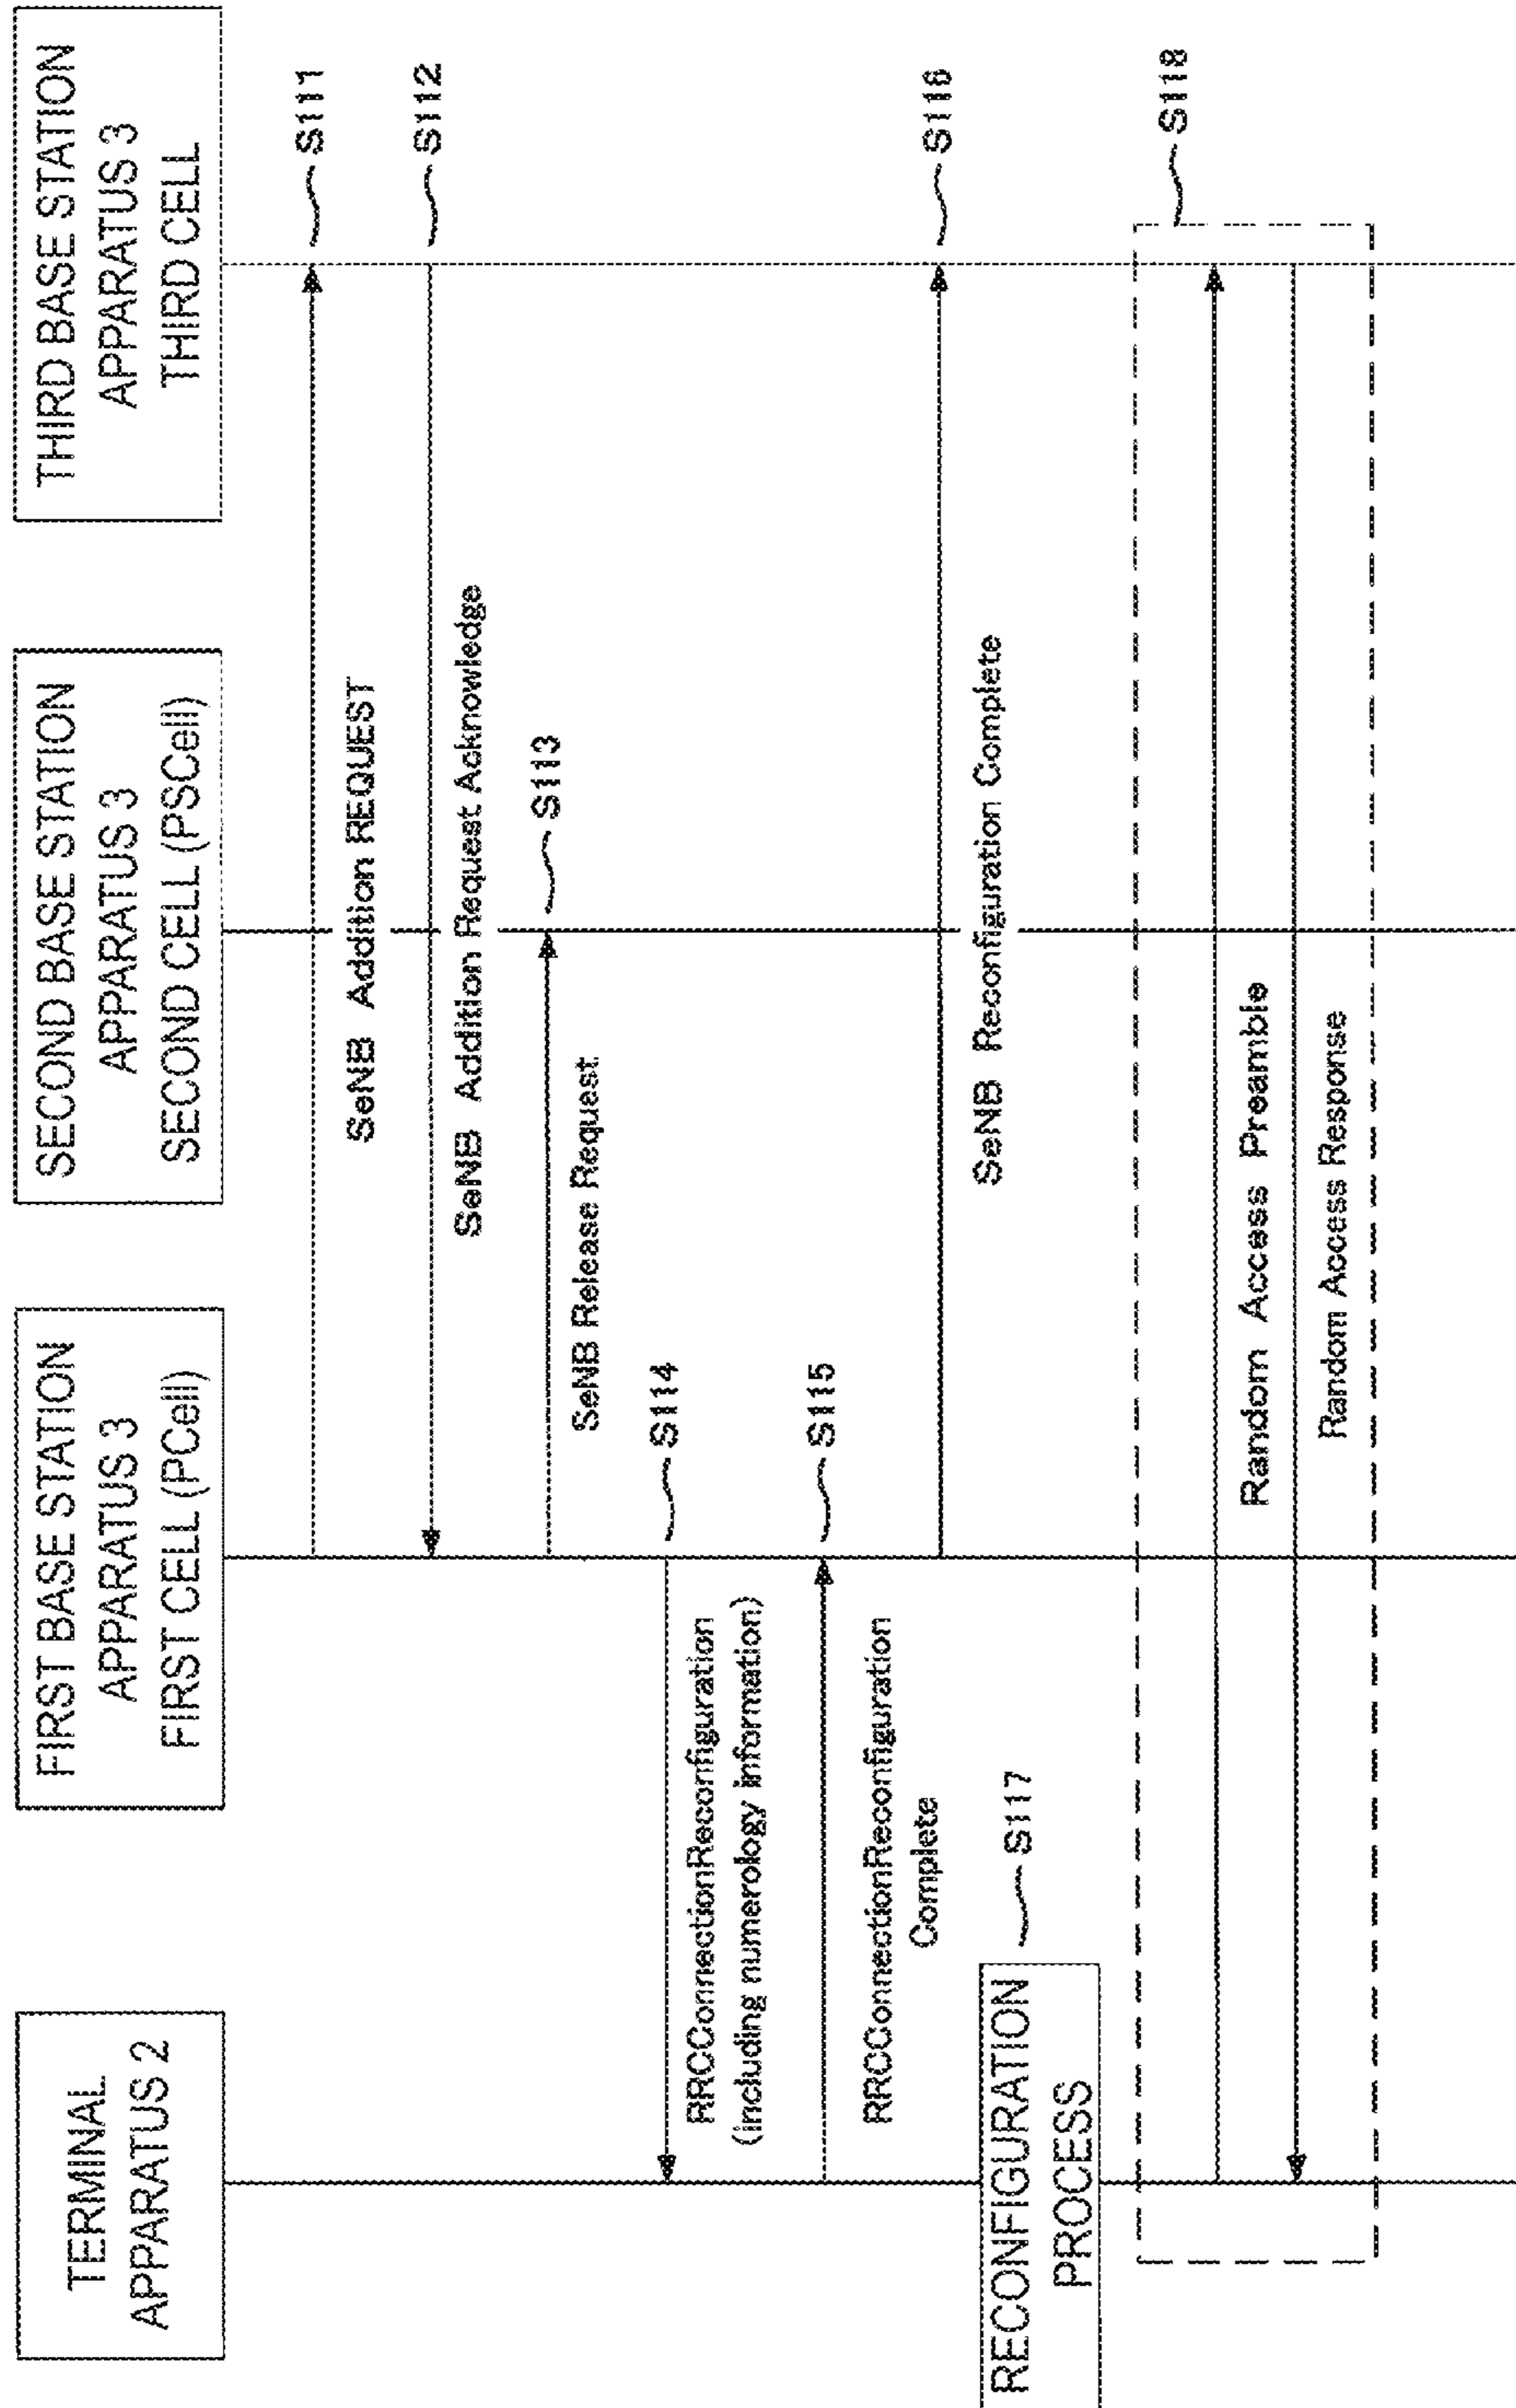 TERMINAL
APPARATUS 2
FIRST BASE STATION
APPARATUS 3
FIRST CELL (PCell)
SECOND BASE STATION
APPARATUS 3
SECOND CELL (PSCell)
THIRD BASE STATION
APPARATUS 3
THIRD CELL
S111
SeNB Addition REQUEST
S112
SeNB Addition Request Acknowledge
S113
SeNB Release Request
S114
RRCConnectionReconfiguration
(including numerology information)
S115
RRCConnectionReconfiguration
Complete
S116
SeNB Reconfiguration Complete
S117
RECONFIGURATION
PROCESS
S118
Random Access Preamble
Random Access Response